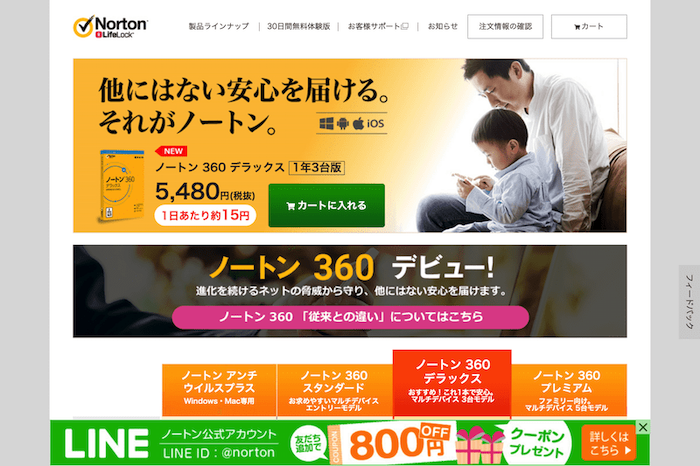 Norton
LifeLock
製品ラインナップ
30日間無料体験版
お客様サポート
お知らせ
注文情報の確認
カート
他にはない安心を届ける。
それがノートン。
iOS
NEW
ノートン 360 デラックス 1年3台版
5,480円(税抜)
1日あたり約15円
カートに入れる
ノートン 360
ノートン 360 デビュー!
進化を続けるネットの脅威から守り、他にはない安心を届けます。
ノートン 360 「従来との違い」についてはこちら
フィードバック
ノートン アンチ
ウイルスプラス
Windows・Mac専用
ノートン 360
スタンダード
お求めやすいマルチデバイス
エントリーモデル
ノートン 360
デラックス
おすすめ!これ1本で安心。
マルチデバイス 3台モデル
ノートン 360
プレミアム
ファミリー向け。
マルチデバイス 5台モデル
LINE
ノートン公式アカウント
LINE ID:@norton
友だち
追加で
COUPON
800円
OFF
クーポン
プレゼント
詳しくは
こちら